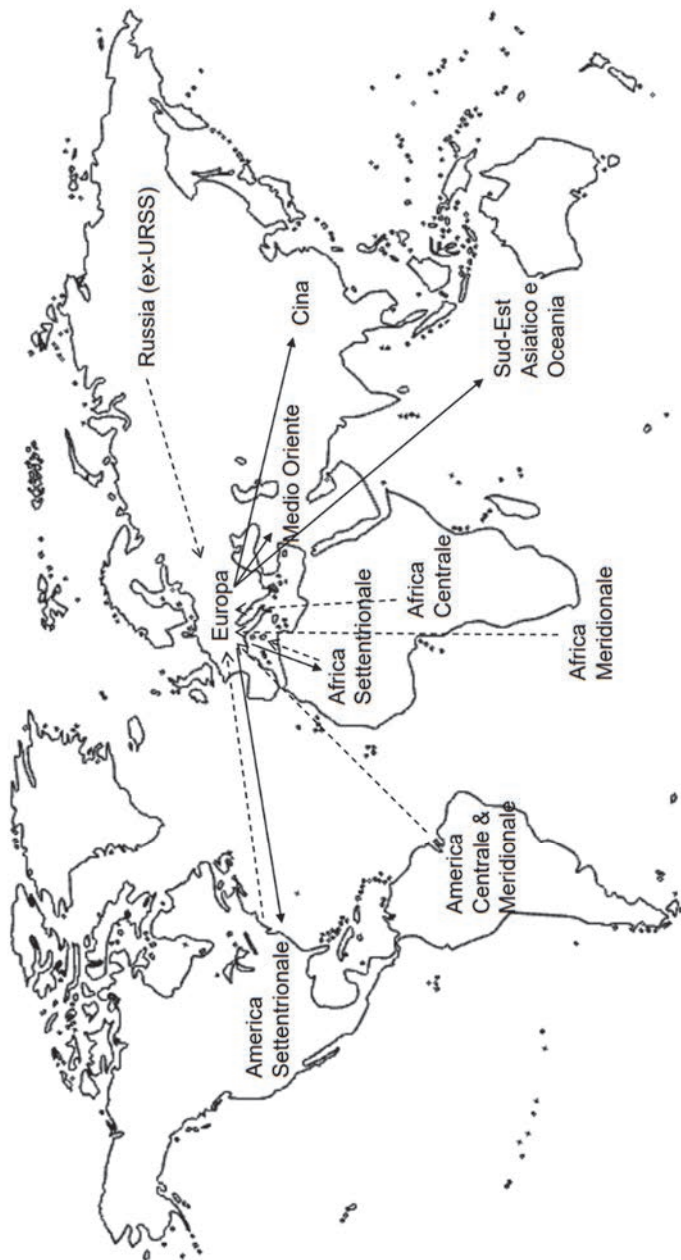 Russia (ex-URSS)
Europa
Cina
Medio Oriente
America
Settentrionale
Africa
Settentrionale
Africa
Centrale
Sud-Est
Asiatico e
Oceania
America
Centrale &
Meridionale
Africa
Meridionale